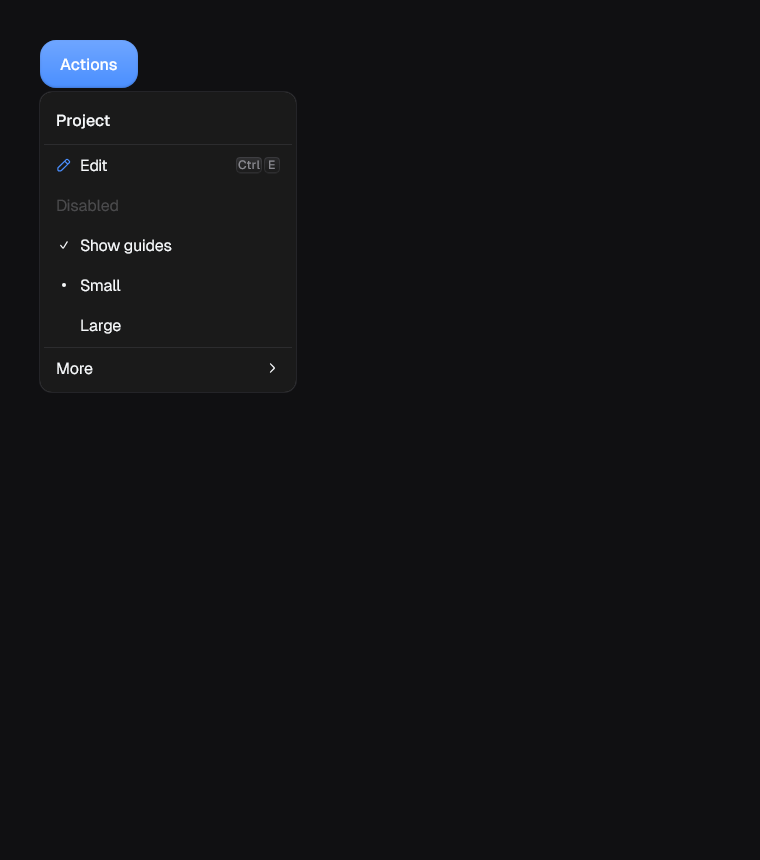 Actions
Project
Edit Ctrl E
Disabled
Show guides
Small
Large
More